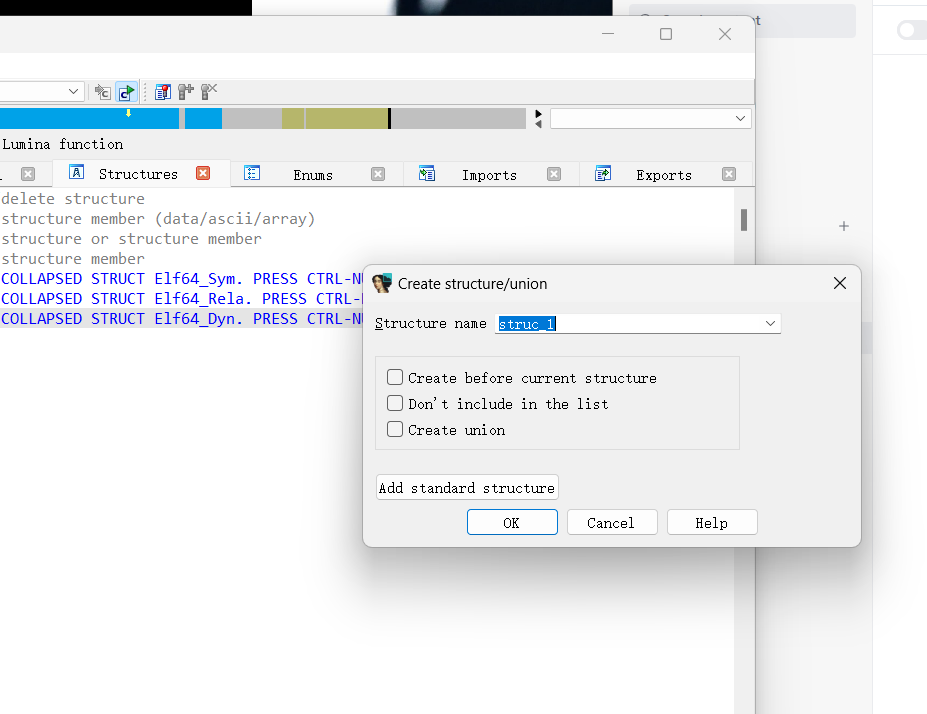 Lumina function
Structures
Enums
Imports
Exports
delete structure
structure member (data/ascii/array)
structure or structure member
structure member
COLLAPSED STRUCT Elf64_Sym. PRESS CTRL-NU
COLLAPSED STRUCT Elf64_Rela. PRESS CTRL-
COLLAPSED STRUCT Elf64_Dyn. PRESS CTRL-NU
Create structure/union
Structure name struc_1
Create before current structure
Don't include in the list
Create union
Add standard structure
OK
Cancel
Help